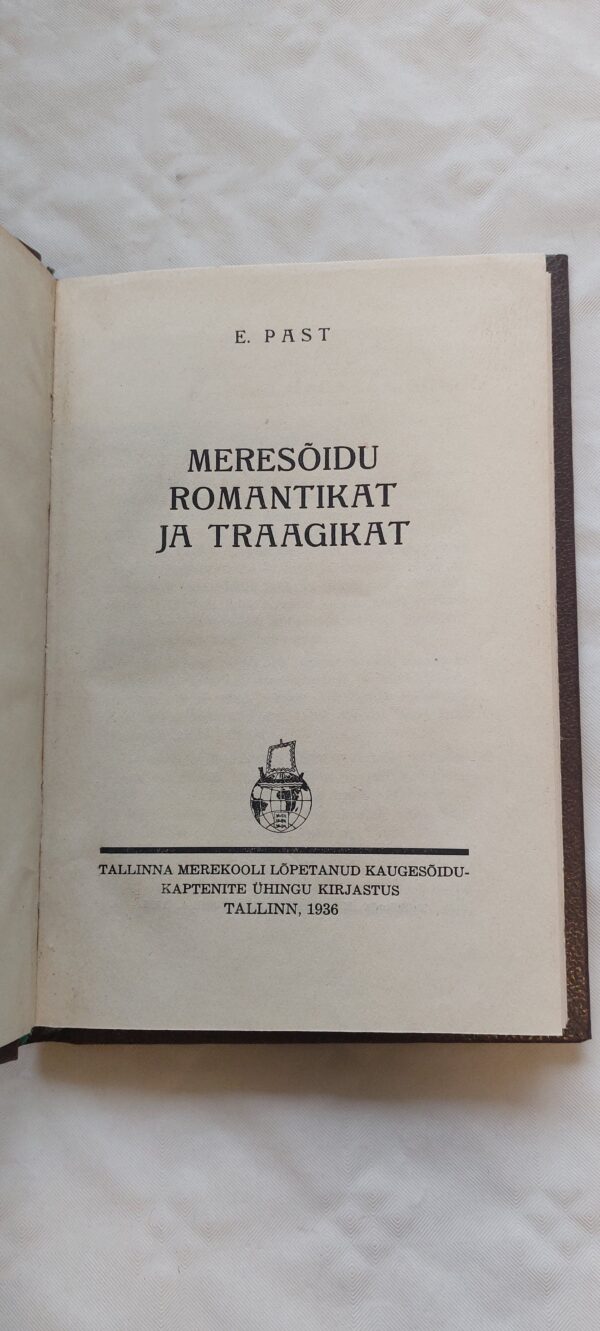 E. PAST
MERESÕIDU
ROMANTIKAT
JA TRAAGIKAT
TALLINNA MEREKOOLI LÕPETANUD KAUGESÕIDU-
KAPTENITE ÜHINGU KIRJASTUS
TALLINN, 1936